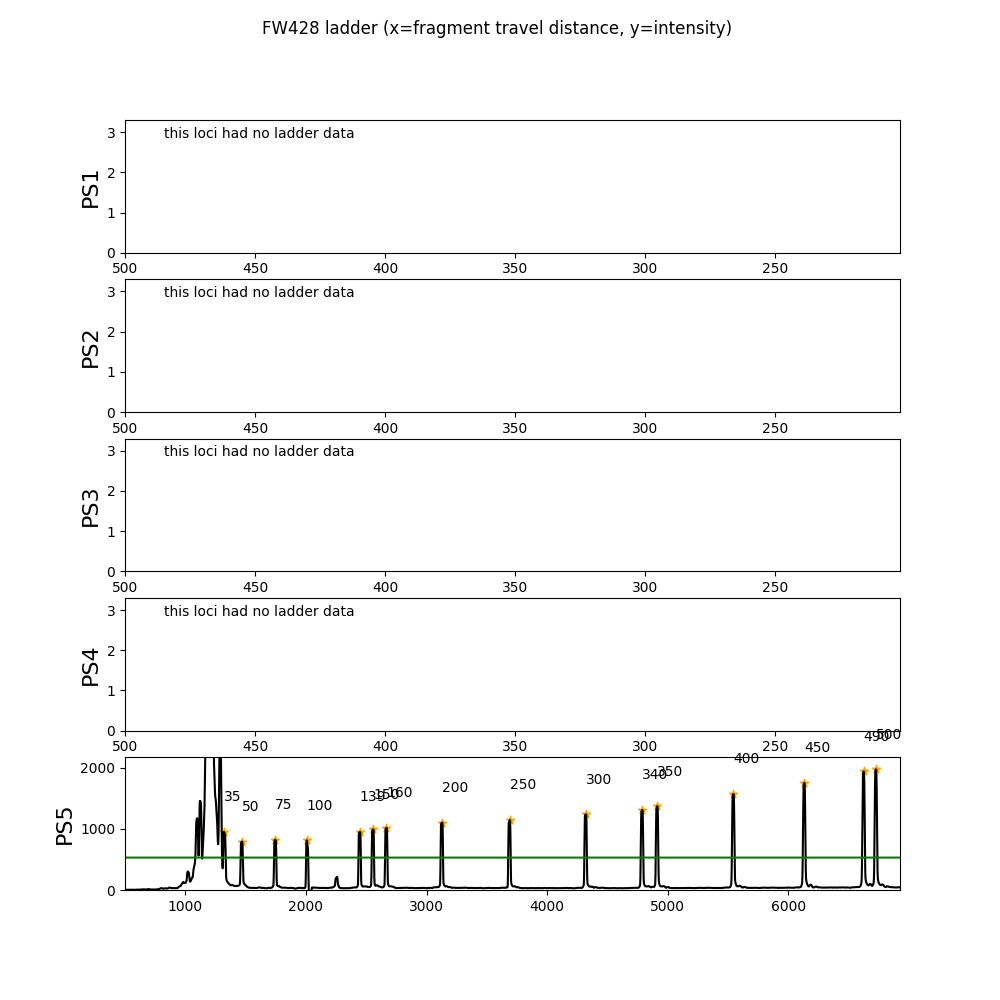 FW428 ladder (x=fragment travel distance, y=intensity)
PS1
this loci had no ladder data
3
2
1
0
500 450 400 350 300 250
PS2
this loci had no ladder data
3
2
1
0
500 450 400 350 300 250
PS3
this loci had no ladder data
3
2
1
0
500 450 400 350 300 250
PS4
this loci had no ladder data
3
2
1
0
500 450 400 350 300 250
PS5
2000
1000
0
35 50 75 100 139 150 160 200 250 300 340 350 400 450 490 500
1000 2000 3000 4000 5000 6000